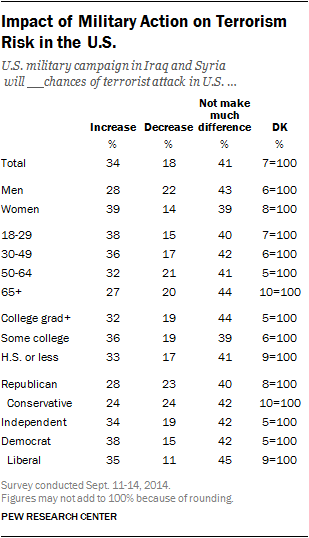 Impact of Military Action on Terrorism
Risk in the U.S.
U.S. military campaign in Iraq and Syria
will __chances of terrorist attack in U.S. ...
Not make
much
Increase Decrease difference DK
% % % %
Total 34 18 41 7=100
Men 28 22 43 6=100
Women 39 14 39 8=100
18-29 38 15 40 7=100
30-49 36 17 42 6=100
50-64 32 21 41 5=100
65+ 27 20 44 10=100
College grad+ 32 19 44 5=100
Some college 36 19 39 6=100
H.S. or less 33 17 41 9=100
Republican 28 23 40 8=100
Conservative 24 24 42 10=100
Independent 34 19 42 5=100
Democrat 38 15 42 5=100
Liberal 35 11 45 9=100
Survey conducted Sept. 11-14, 2014.
Figures may not add to 100% because of rounding.
PEW RESEARCH CENTER